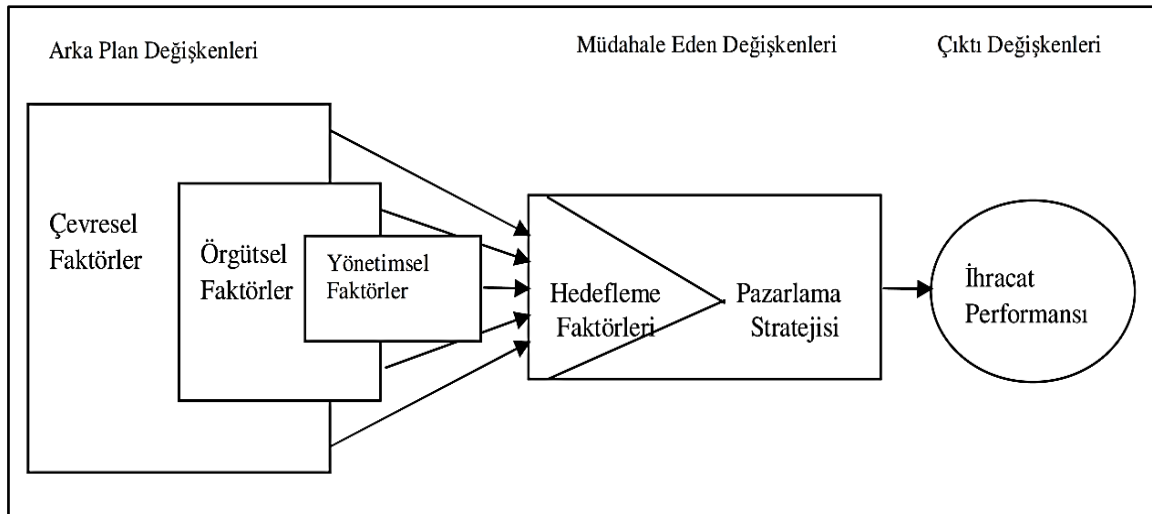 Arka Plan Değişkenleri
Müdahale Eden Değişkenleri
Çıktı Değişkenleri
Çevresel
Faktörler
Örgütsel
Faktörler
Yönetimsel
Faktörler
Hedefleme
Faktörleri
Pazarlama
Stratejisi
İhracat
Performansı